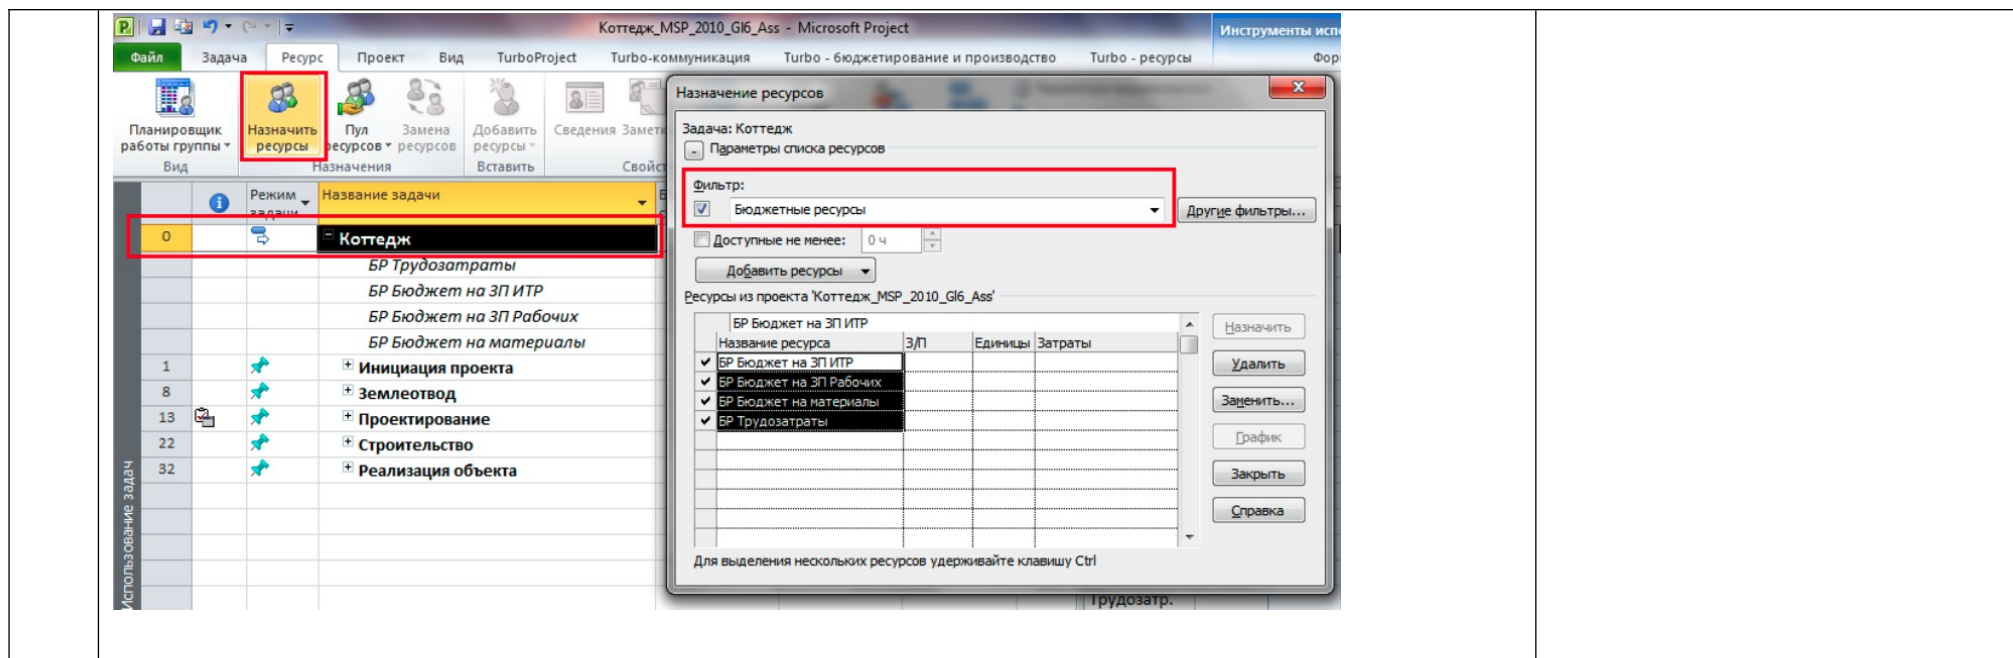 Коттедж_MSP_2010_Gl6_Ass - Microsoft Project
Инструменты
Файл Задача Ресурс Проект Вид TurboProject Turbo-коммуникация Turbo - бюджетирование и производство Turbo - ресурсы
Планировщик работы группы
Назначить ресурсы
Пул ресурсов
Замена ресурсов
Добавить ресурсы
Сведения
Вид
Назначения
Вставить
Режим задачи
Название задачи
0 Коттедж
БР Трудозатраты
БР Бюджет на ЗП ИТР
БР Бюджет на ЗП Рабочих
БР Бюджет на материалы
1 Инициация проекта
8 Землеотвод
13 Проектирование
22 Строительство
32 Реализация объекта
Использование задач
Назначение ресурсов
Задача: Коттедж
Параметры списка ресурсов
Фильтр:
Бюджетные ресурсы
Другие фильтры...
Доступные не менее: 0 ч
Добавить ресурсы
Ресурсы из проекта 'Коттедж_MSP_2010_Gl6_Ass'
БР Бюджет на ЗП ИТР
Название ресурса З/П Единицы Затраты
БР Бюджет на ЗП ИТР
БР Бюджет на ЗП Рабочих
БР Бюджет на материалы
БР Трудозатраты
Назначить
Удалить
Заменить...
График
Закрыть
Справка
Для выделения нескольких ресурсов удерживайте клавишу Ctrl
Трудозатр.